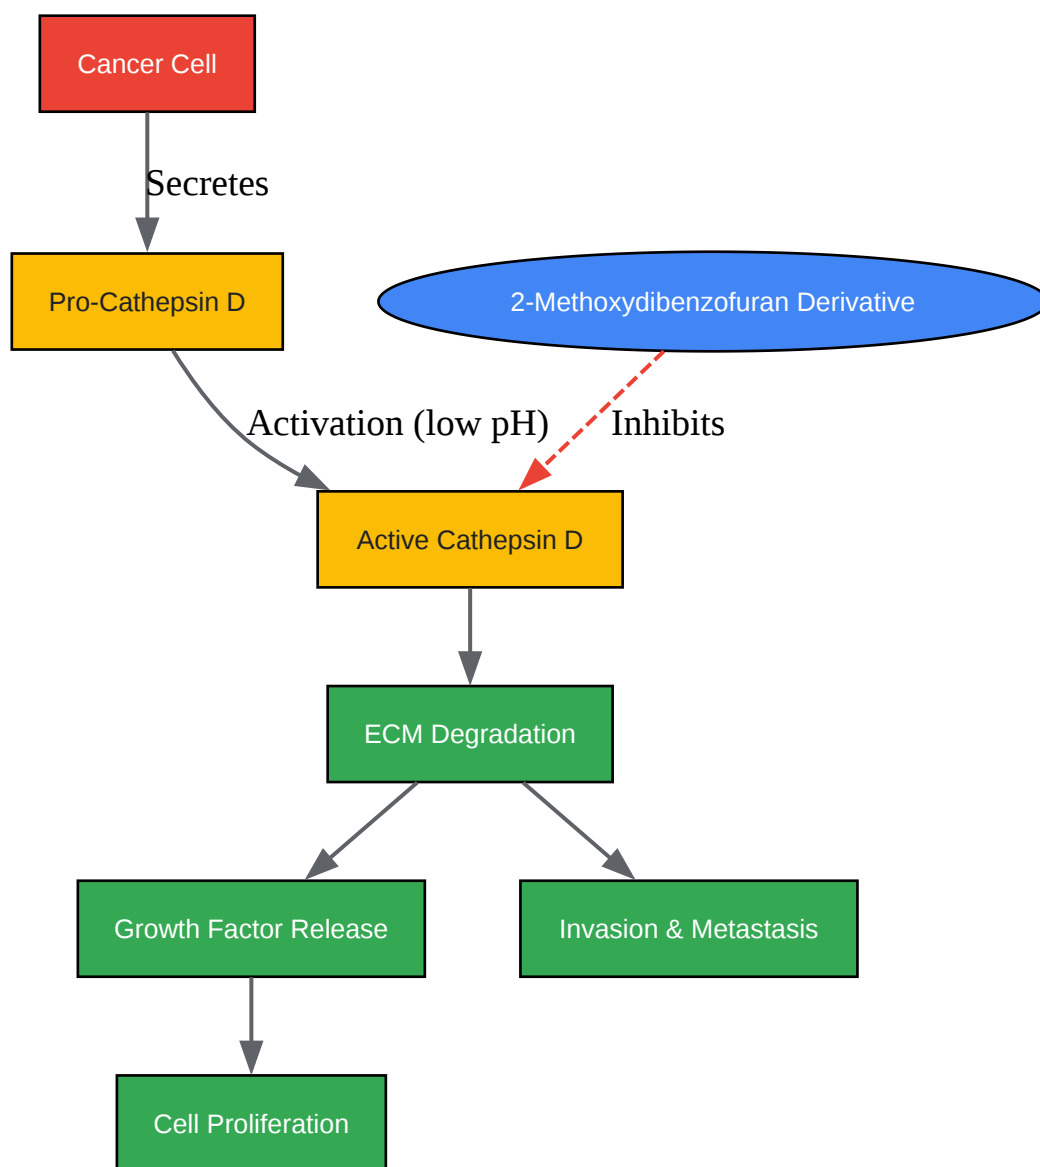 Cancer Cell
Secretes
Pro-Cathepsin D
2-Methoxydibenzofuran Derivative
Activation (low pH)
Inhibits
Active Cathepsin D
ECM Degradation
Growth Factor Release
Invasion & Metastasis
Cell Proliferation